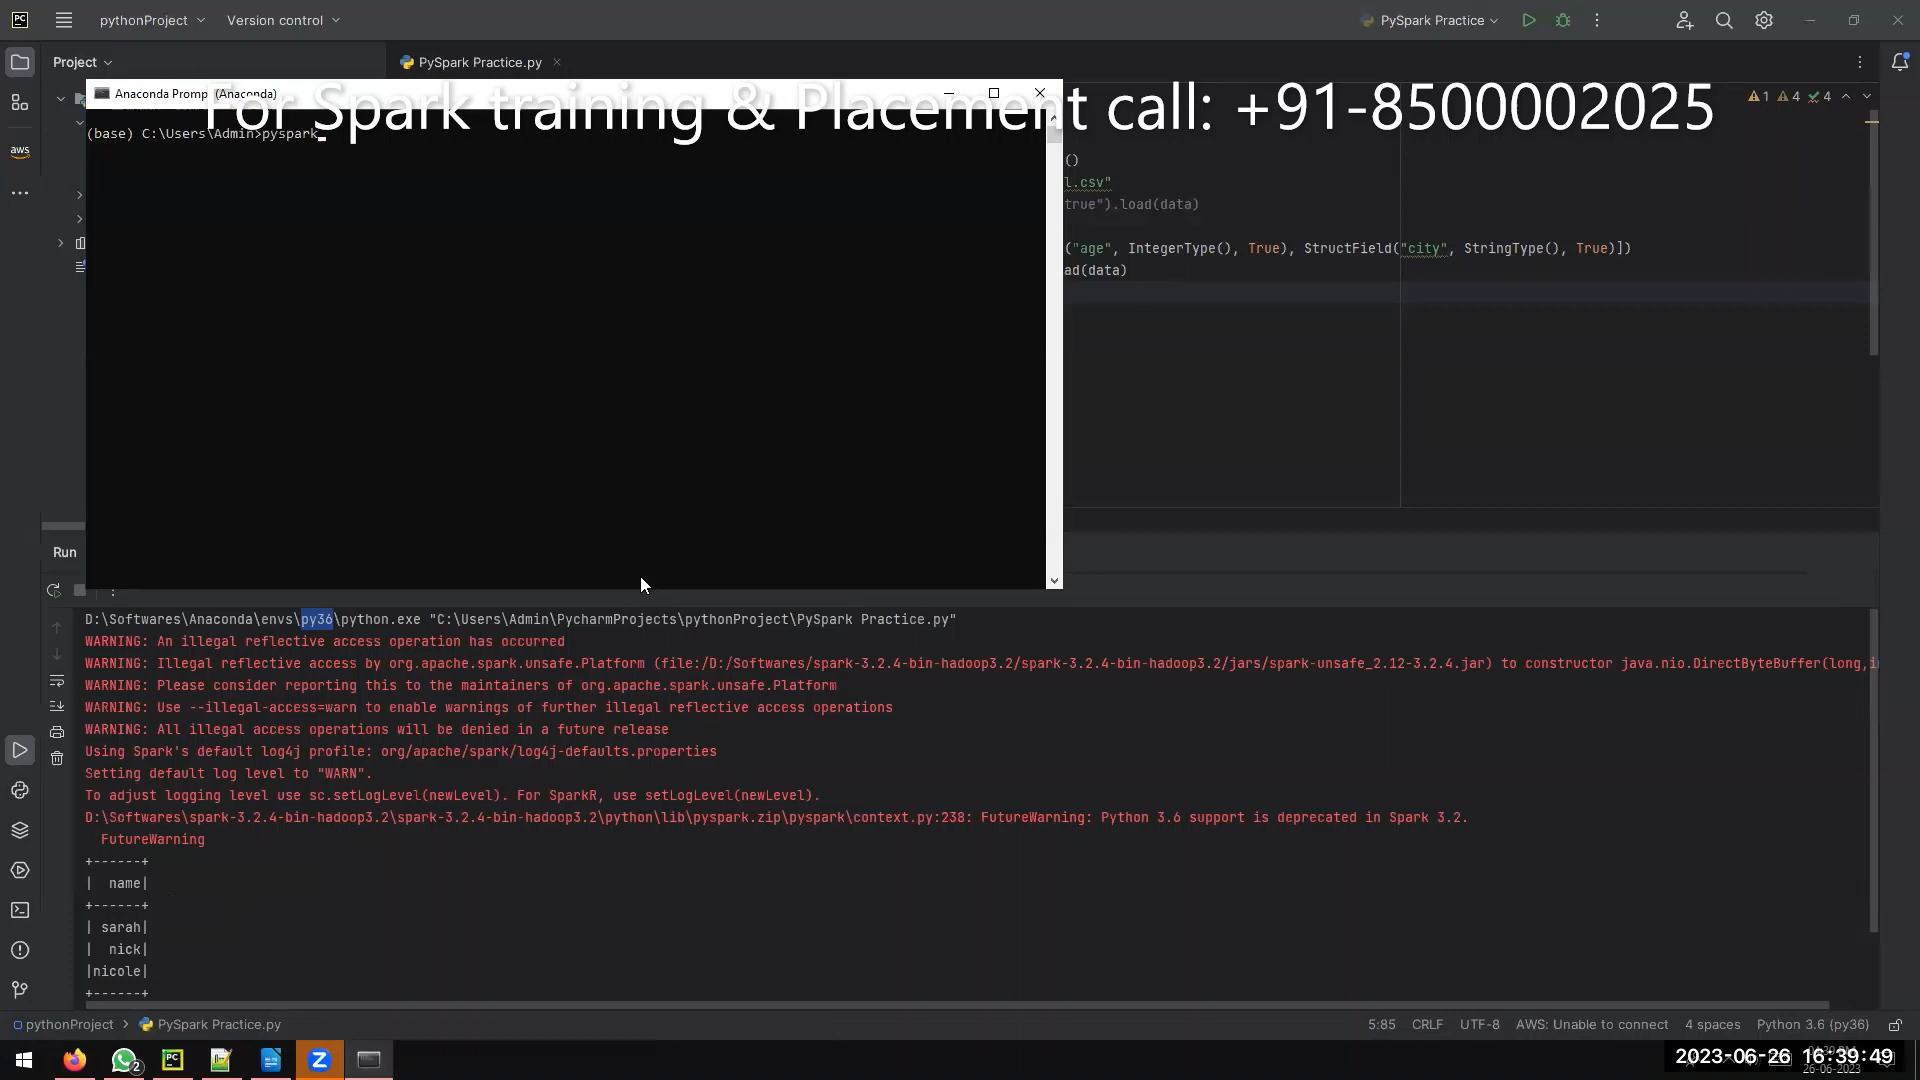 PC
pythonProject
Version control
PySpark Practice
Project
PySpark Practice.py
Anaconda Promp (Anaconda)
For Spark training & Placement call: +91-8500002025
1 4 4
(base) C:\Users\Admin>pyspark
aws
()
l.csv"
true").load(data)
("age", IntegerType(), True), StructField("city", StringType(), True)])
ad(data)
Run
D:\Softwares\Anaconda\envs\py36\python.exe "C:\Users\Admin\PycharmProjects\pythonProject\PySpark Practice.py"
WARNING: An illegal reflective access operation has occurred
WARNING: Illegal reflective access by org.apache.spark.unsafe.Platform (file:/D:/Softwares/spark-3.2.4-bin-hadoop3.2/spark-3.2.4-bin-hadoop3.2/jars/spark-unsafe_2.12-3.2.4.jar) to constructor java.nio.DirectByteBuffer(long,i
WARNING: Please consider reporting this to the maintainers of org.apache.spark.unsafe.Platform
WARNING: Use --illegal-access=warn to enable warnings of further illegal reflective access operations
WARNING: All illegal access operations will be denied in a future release
Using Spark's default log4j profile: org/apache/spark/log4j-defaults.properties
Setting default log level to "WARN".
To adjust logging level use sc.setLogLevel(newLevel). For SparkR, use setLogLevel(newLevel).
D:\Softwares\spark-3.2.4-bin-hadoop3.2\spark-3.2.4-bin-hadoop3.2\python\lib\pyspark.zip\pyspark\context.py:238: FutureWarning: Python 3.6 support is deprecated in Spark 3.2.
FutureWarning
+------+
|  name|
+------+
| sarah|
|  nick|
|nicole|
+------+
pythonProject > PySpark Practice.py
5:85 CRLF UTF-8 AWS: Unable to connect 4 spaces Python 3.6 (py36)
2
PC
Z
2023-06-26 16:39:49
26-06-2023